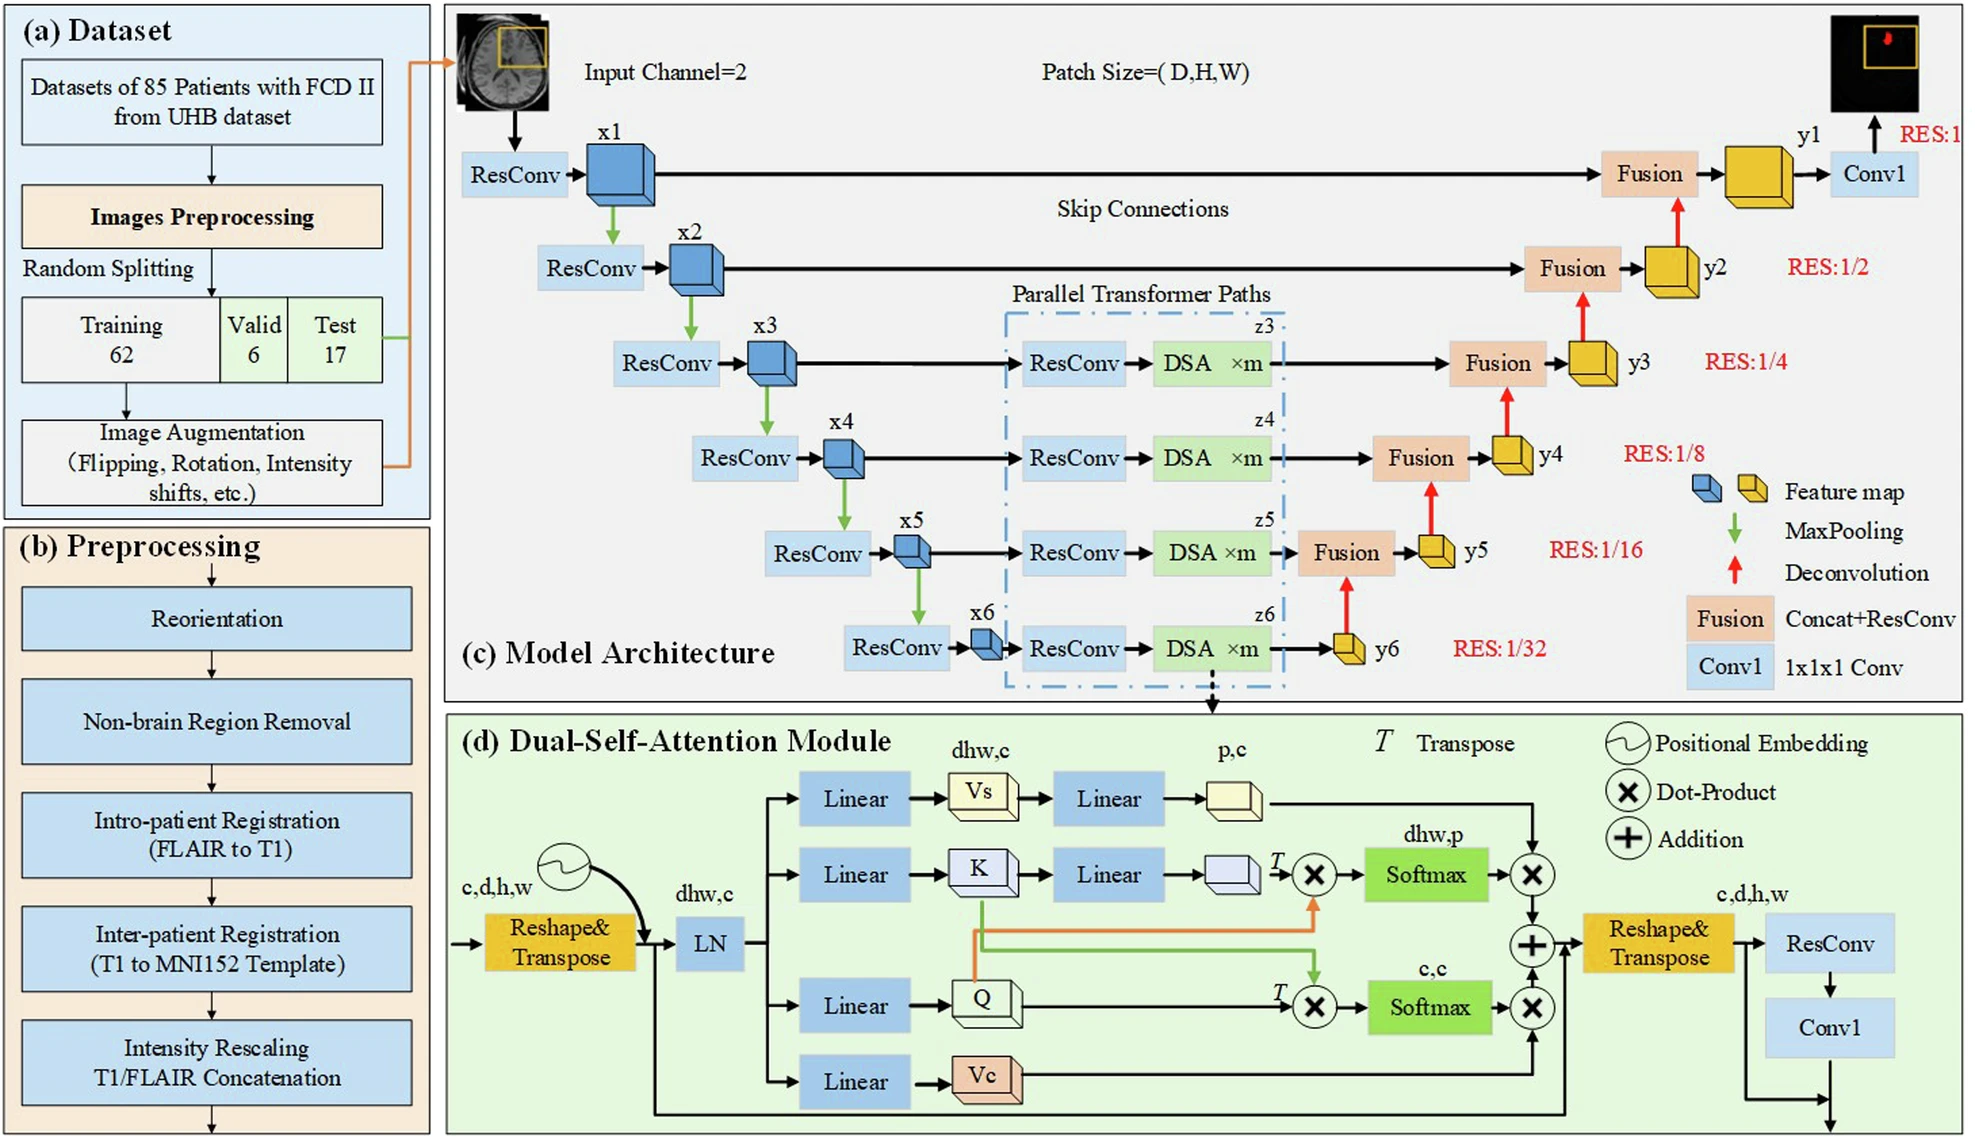 (a) Dataset
Datasets of 85 Patients with FCD II
from UHB dataset
Images Preprocessing
Random Splitting
Training
62
Valid
6
Test
17
Image Augmentation
(Flipping, Rotation, Intensity
shifts, etc.)
(b) Preprocessing
Reorientation
Non-brain Region Removal
Intro-patient Registration
(FLAIR to T1)
Inter-patient Registration
(T1 to MNI152 Template)
Intensity Rescaling
T1/FLAIR Concatenation
Input Channel=2
Patch Size=( D,H,W)
ResConv
x1
Fusion
y1
Conv1
RES:1
Skip Connections
ResConv
x2
Fusion
y2
RES:1/2
Parallel Transformer Paths
ResConv
x3
ResConv
DSA ×m
z3
Fusion
y3
RES:1/4
ResConv
x4
ResConv
DSA ×m
z4
Fusion
y4
RES:1/8
ResConv
x5
ResConv
DSA ×m
z5
Fusion
y5
RES:1/16
ResConv
x6
ResConv
DSA ×m
z6
y6
RES:1/32
Feature map
MaxPooling
Deconvolution
Fusion
Concat+ResConv
Conv1
1x1x1 Conv
(c) Model Architecture
(d) Dual-Self-Attention Module
T Transpose
Positional Embedding
Dot-Product
Addition
c,d,h,w
Reshape&
Transpose
dhw,c
LN
Linear
dhw,c
Vs
Linear
p,c
Linear
K
Linear
T
dhw,p
Softmax
Linear
Q
T
c,c
Softmax
Linear
Vc
Reshape&
Transpose
c,d,h,w
ResConv
Conv1